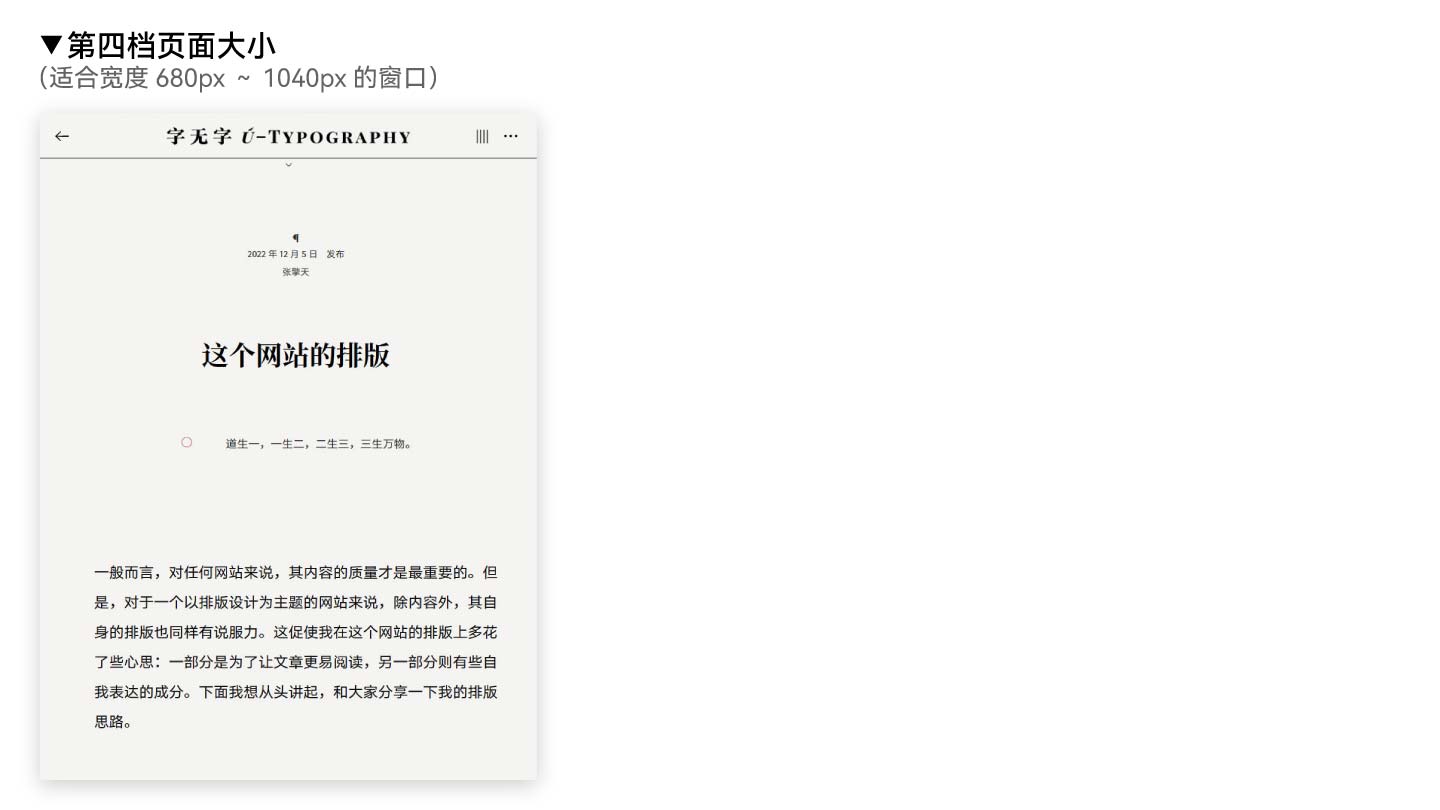 ▼第四档页面大小
（适合宽度 680px ~ 1040px 的窗口）
字无字 Ú–TYPOGRAPHY
¶
2022 年 12 月 5 日　发布
张擎天
这个网站的排版
道生一，一生二，二生三，三生万物。
一般而言，对任何网站来说，其内容的质量才是最重要的。但
是，对于一个以排版设计为主题的网站来说，除内容外，其自
身的排版也同样有说服力。这促使我在这个网站的排版上多花
了些心思：一部分是为了让文章更易阅读，另一部分则有些自
我表达的成分。下面我想从头讲起，和大家分享一下我的排版
思路。